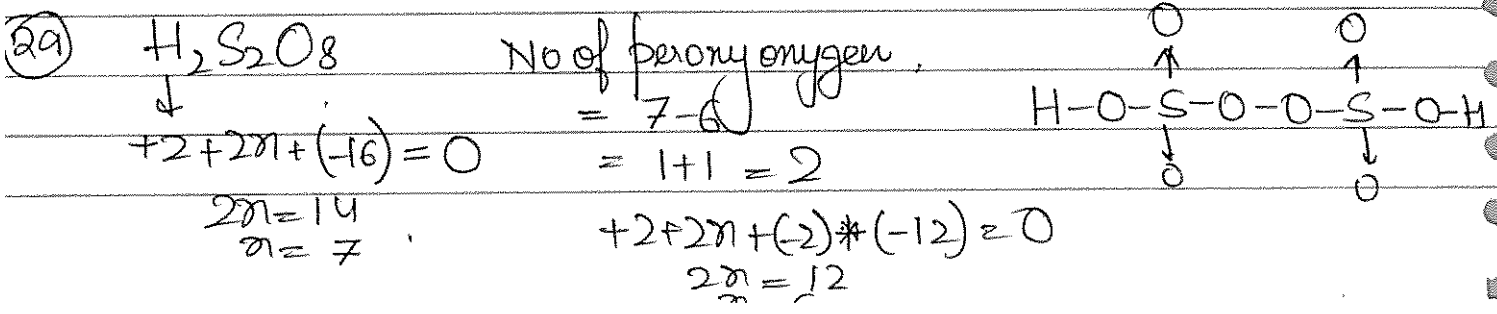 29 H2S2O8 No of peroxy oxygen.
↓ = 7-6
+2+2x+(-16)=0 = 1+1 = 2
2x=14
x=7.
+2+2x+(-2)*(-12)=0
2x=12
O O
↑ ↑
H-O-S-O-O-S-O-H
↓ ↓
O O